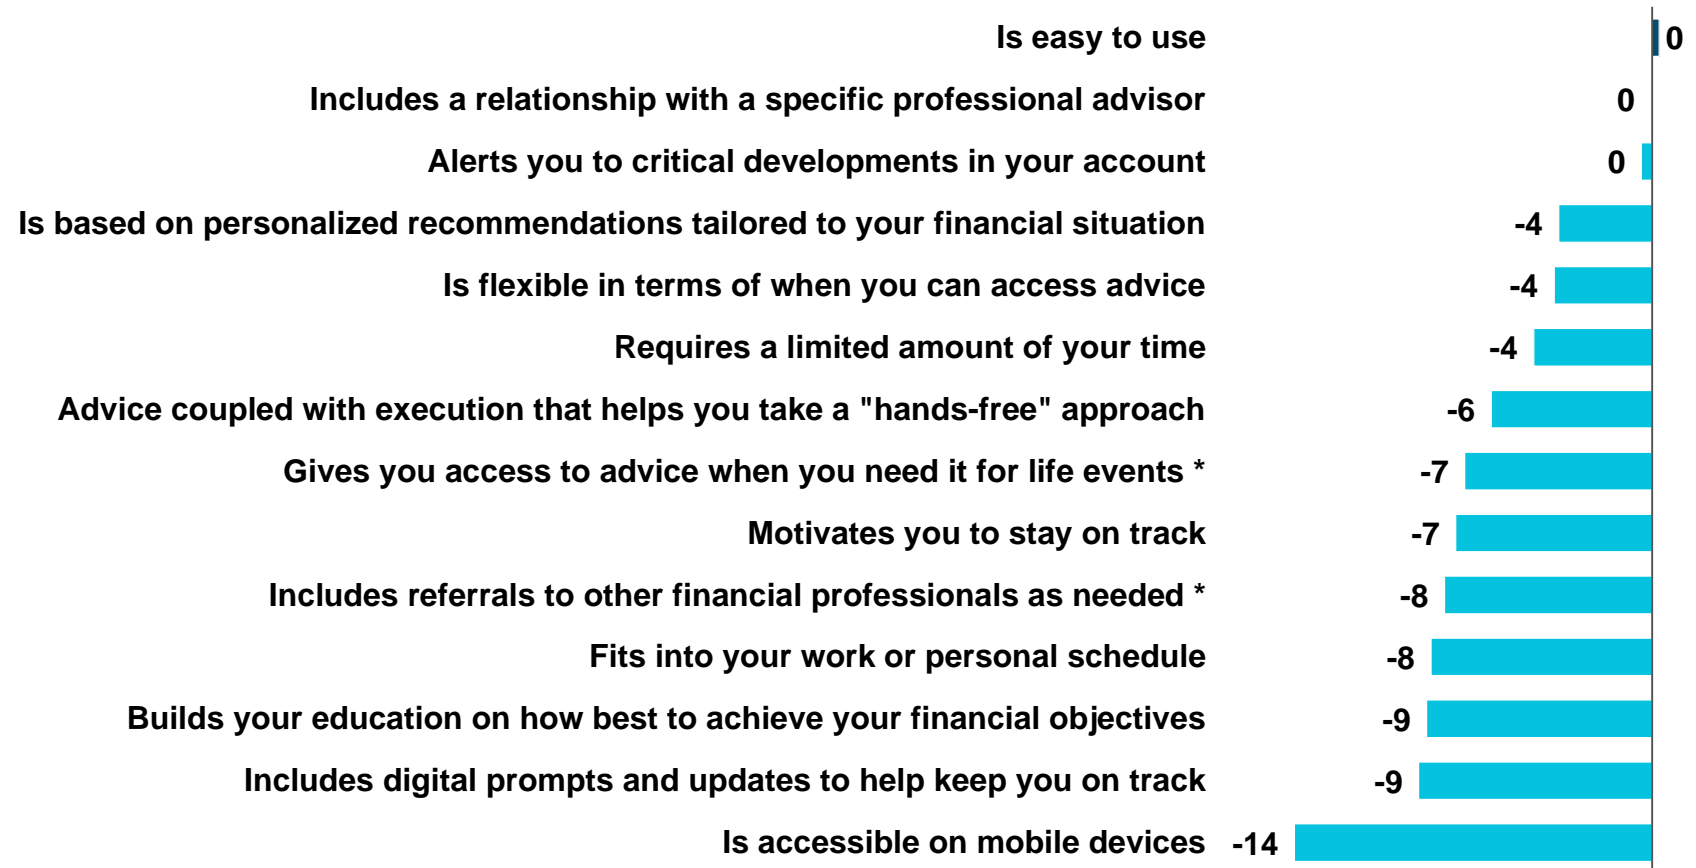 Is easy to use 0
Includes a relationship with a specific professional advisor 0
Alerts you to critical developments in your account 0
Is based on personalized recommendations tailored to your financial situation -4
Is flexible in terms of when you can access advice -4
Requires a limited amount of your time -4
Advice coupled with execution that helps you take a "hands-free" approach -6
Gives you access to advice when you need it for life events * -7
Motivates you to stay on track -7
Includes referrals to other financial professionals as needed * -8
Fits into your work or personal schedule -8
Builds your education on how best to achieve your financial objectives -9
Includes digital prompts and updates to help keep you on track -9
Is accessible on mobile devices -14